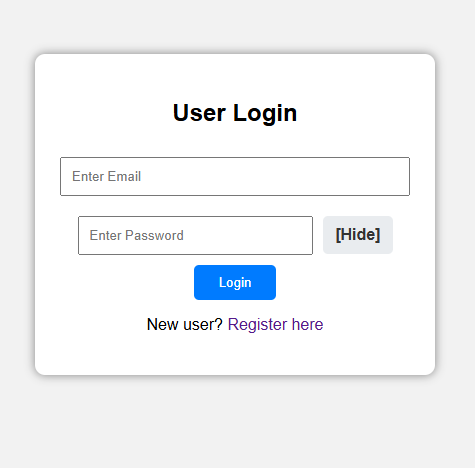 User Login
Enter Email
Enter Password [Hide]
Login
New user? Register here